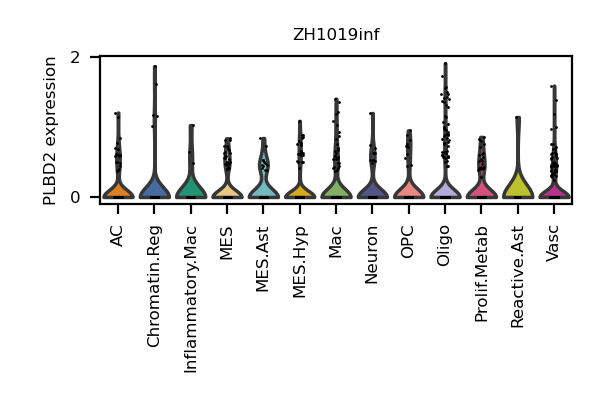 ZH1019inf
PLBD2 expression
2
0
AC
Chromatin.Reg
Inflammatory.Mac
MES
MES.Ast
MES.Hyp
Mac
Neuron
OPC
Oligo
Prolif.Metab
Reactive.Ast
Vasc